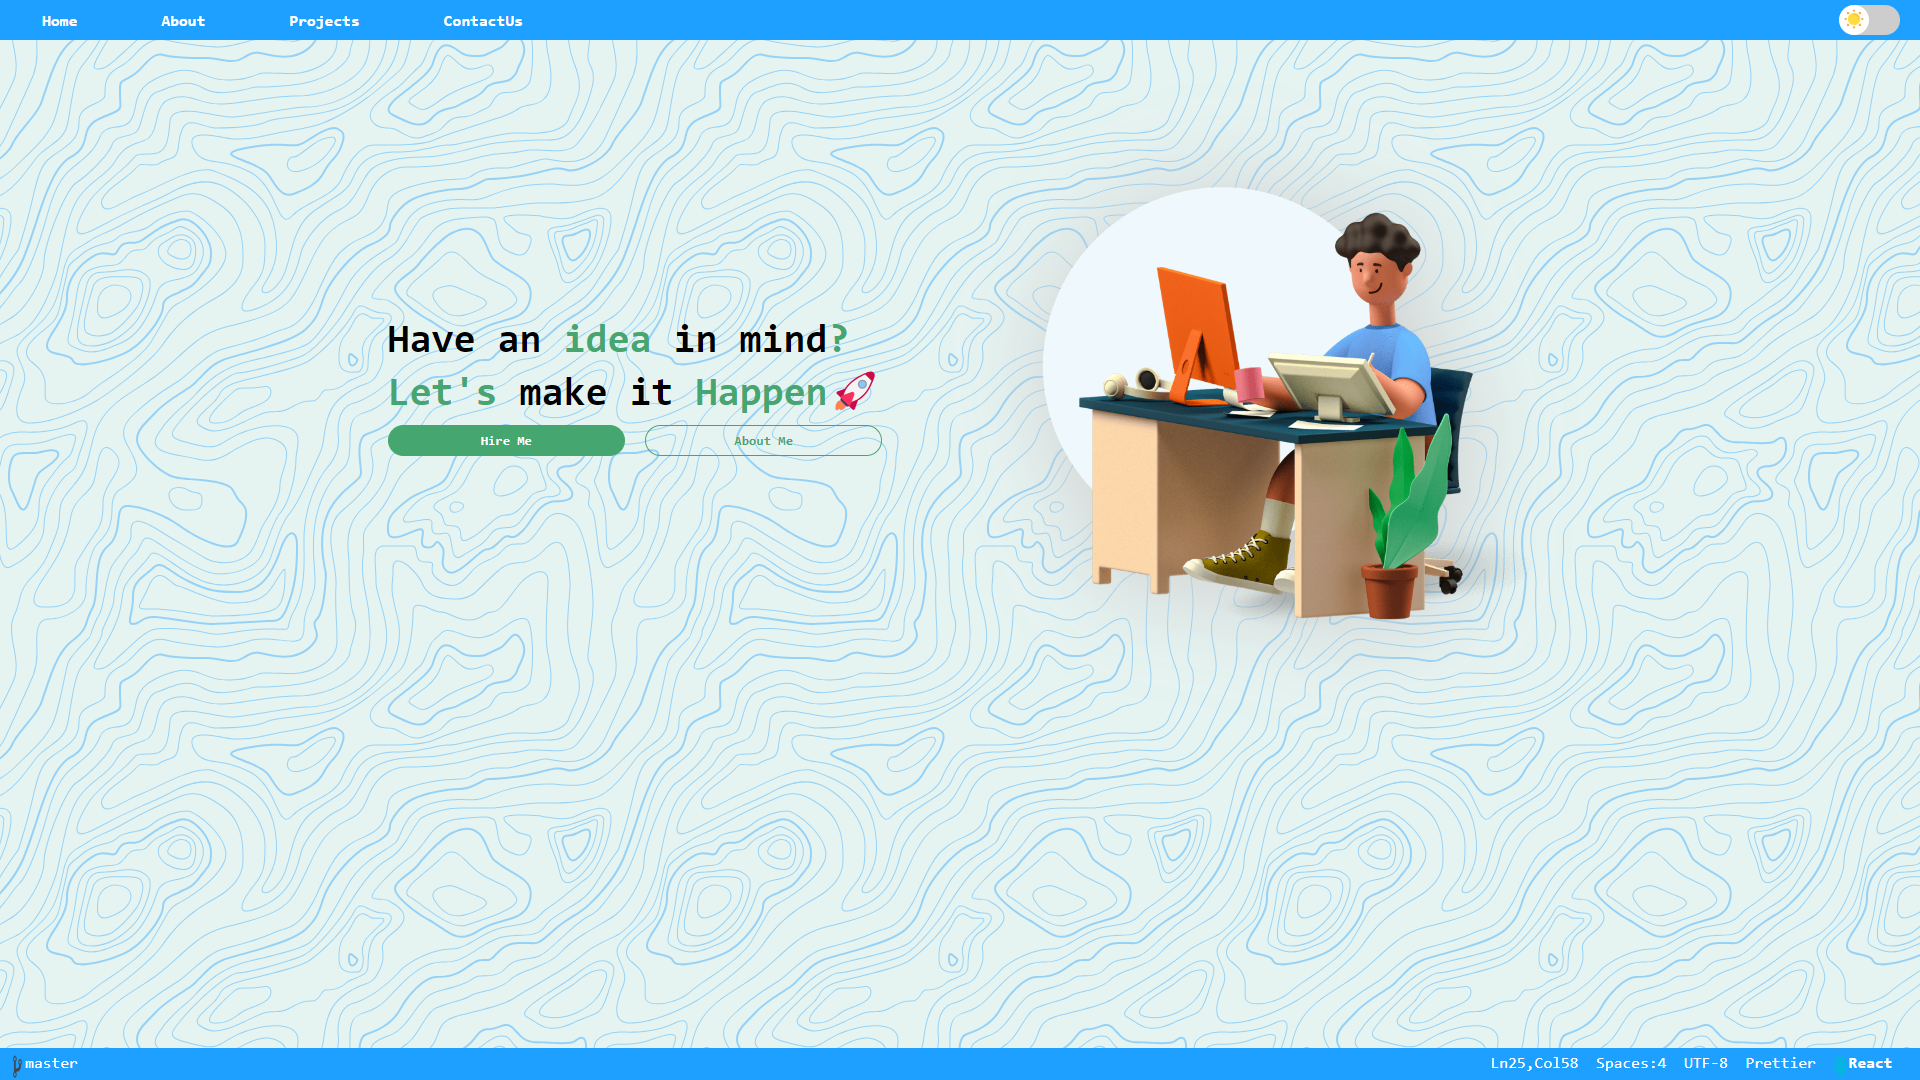 Home About Projects ContactUs
Have an idea in mind?
Let's make it Happen🚀
Hire Me About Me
master Ln25,Col58 Spaces:4 UTF-8 Prettier React